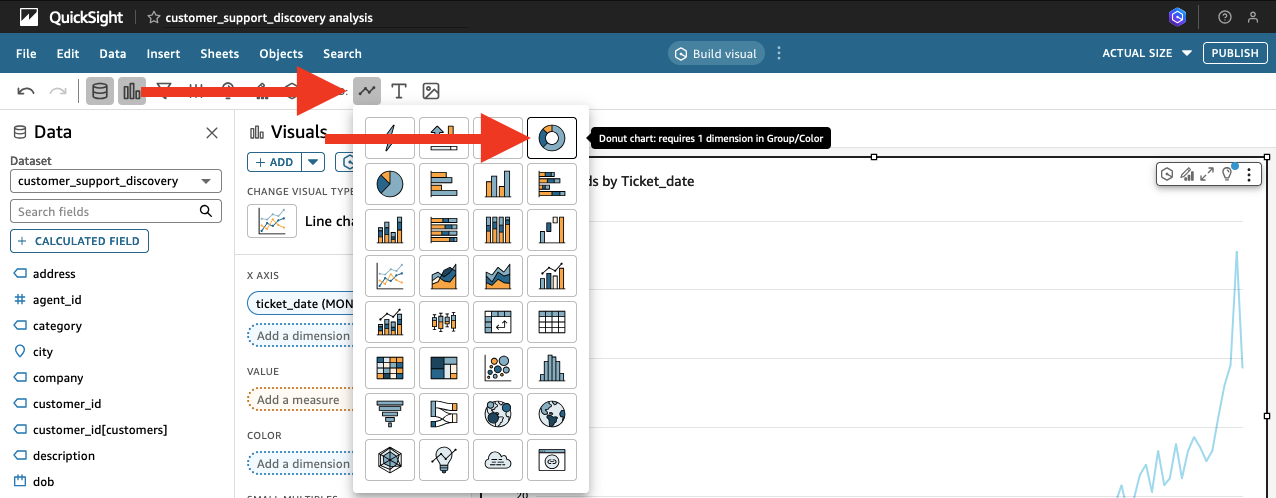 QuickSight
customer_support_discovery analysis
File Edit Data Insert Sheets Objects Search
Build visual
ACTUAL SIZE
PUBLISH
Data
Dataset
customer_support_discovery
Search fields
+ CALCULATED FIELD
address
agent_id
category
city
company
customer_id
customer_id[customers]
description
dob
Visuals
+ ADD
CHANGE VISUAL TYPE
Line cha
X AXIS
ticket_date (MON
Add a dimension
VALUE
Add a measure
COLOR
Add a dimension
Donut chart: requires 1 dimension in Group/Color
ds by Ticket_date
20